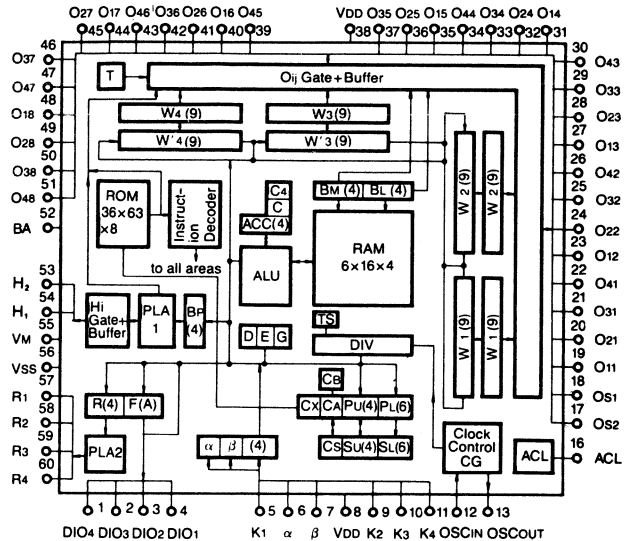 O27 O17 O46 O36 O26 O16 O45
45 44 43 42 41 40 39
VDD O35 O25 O15 O44 O34 O24 O14
38 37 36 35 34 33 32 31
46 O37
47 O47
48 O18
49 O28
50 O38
51 O48
52 BA
53 H2
54 H1
55 VM
56 VSS
57 R1
58 R2
59 R3
60 R4
T
Oij Gate+Buffer
W4 (9)
W3 (9)
W'4 (9)
W'3 (9)
ROM
36×63
×8
Instruct-
ion
Decoder
to all areas
C4
C
ACC(4)
ALU
BM (4) BL (4)
RAM
6×16×4
W'2 (9)
W2 (9)
W'1 (9)
W1 (9)
Hi
Gate+
Buffer
PLA
1
BP
(4)
D E G
TS
DIV
CB
CX CA PU(4) PL(6)
CS SU(4) SL(6)
R(4) F(A)
PLA2
α β (4)
Clock
Control
CG
ACL
30 O43
29 O33
28 O23
27 O13
26 O42
25 O32
24 O22
23 O12
22 O41
21 O31
20 O21
19 O11
18 OS1
17 OS2
16 ACL
1 2 3 4 5 6 7 8 9 10 11 12 13
DIO4 DIO3 DIO2 DIO1 K1 α β VDD K2 K3 K4 OSCIN OSCOUT